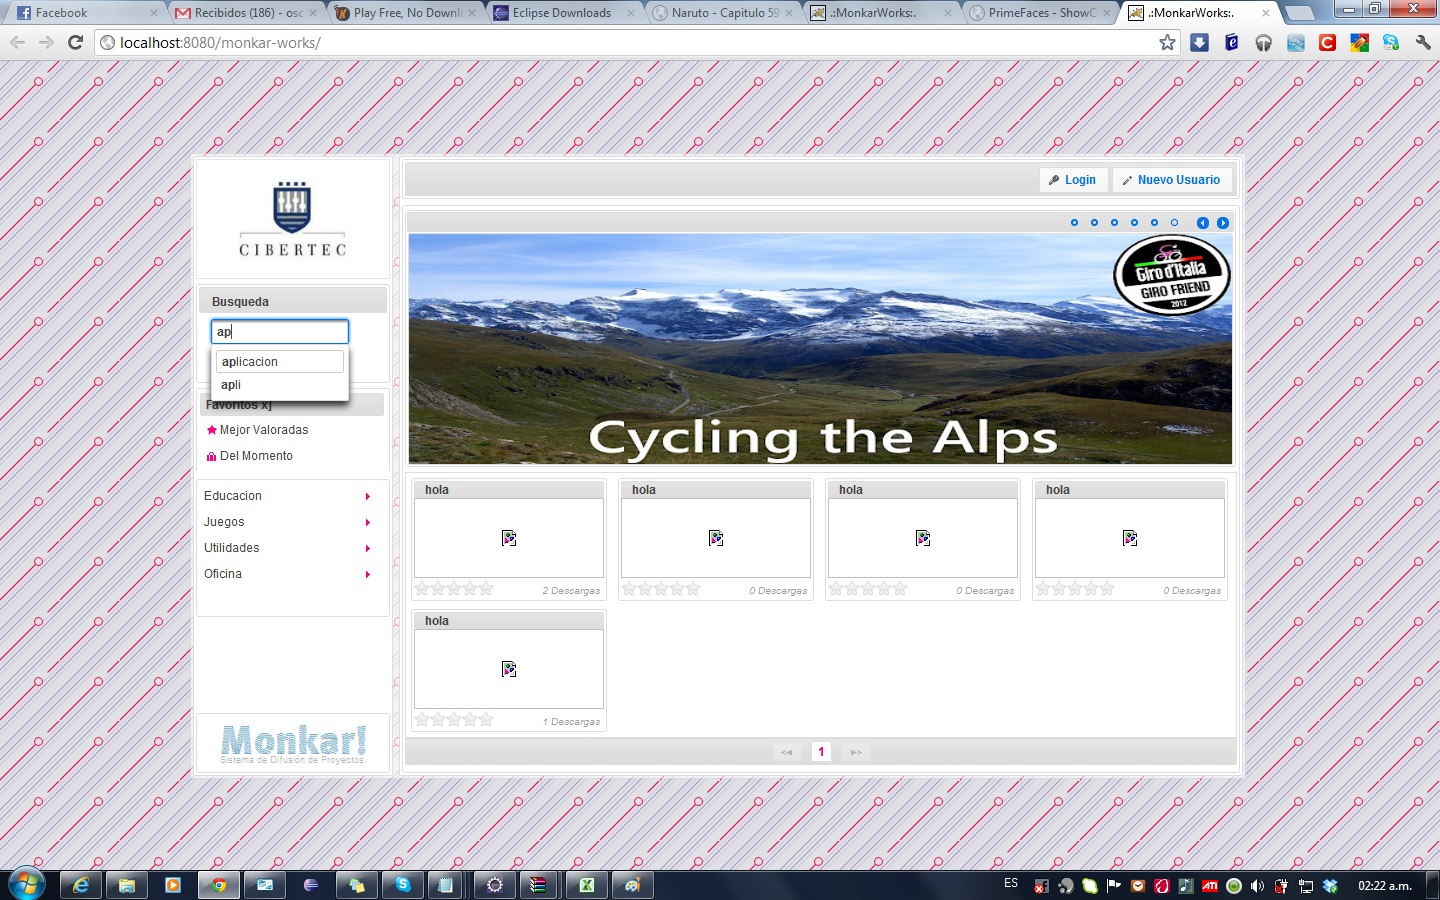 Facebook
Recibidos (186) - osc
Play Free, No Downl
Eclipse Downloads
Naruto - Capitulo 59
.:MonkarWorks:.
PrimeFaces - ShowC
.:MonkarWorks:.
localhost:8080/monkar-works/
CIBERTEC
Login
Nuevo Usuario
Busqueda
ap
aplicacion
apli
Favoritos x]
Mejor Valoradas
Del Momento
Educacion
Juegos
Utilidades
Oficina
Monkar!
Sistema de Difusión de Proyectos.
Giro d'Italia
GIRO FRIEND
2012
Cycling the Alps
hola
hola
hola
hola
2 Descargas
0 Descargas
0 Descargas
0 Descargas
hola
1 Descargas
1
ES
ATI
02:22 a.m.